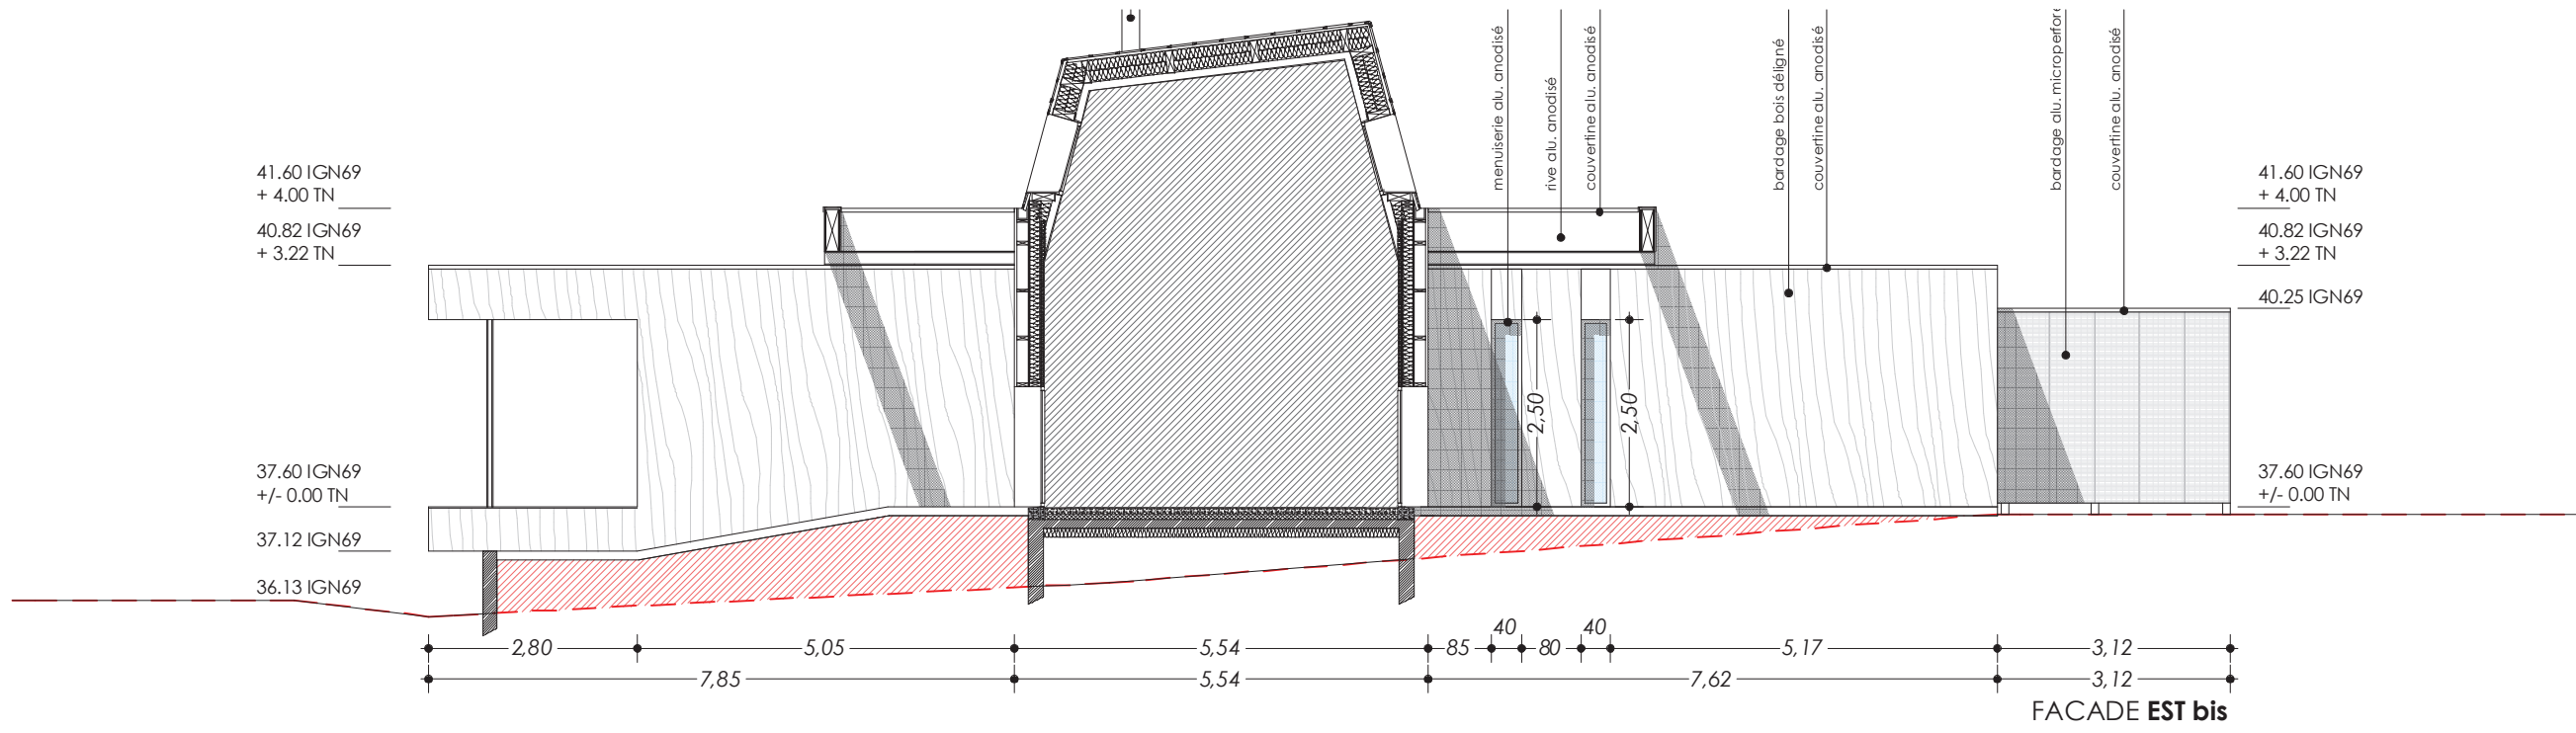 menuiserie alu. anodisé
rive alu. anodisé
couvertine alu. anodisé
bardage bois déligné
couvertine alu. anodisé
bardage alu. microperforé
couvertine alu. anodisé
41.60 IGN69
+ 4.00 TN
40.82 IGN69
+ 3.22 TN
37.60 IGN69
+/- 0.00 TN
37.12 IGN69
36.13 IGN69
2,50
2,50
41.60 IGN69
+ 4.00 TN
40.82 IGN69
+ 3.22 TN
40.25 IGN69
37.60 IGN69
+/- 0.00 TN
2,80
5,05
5,54
85
40
80
40
5,17
3,12
7,85
5,54
7,62
3,12
FACADE EST bis